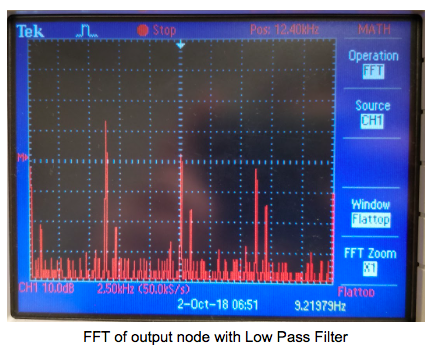 Tek Stop Pos: 12.40kHz MATH
Operation
FFT
Source
CH1
M
Window
Flattop
FFT Zoom
X1
CH1 10.0dB 2.50kHz (50.0kS/s) Flattop
2-Oct-18 06:51 9.21979Hz
FFT of output node with Low Pass Filter